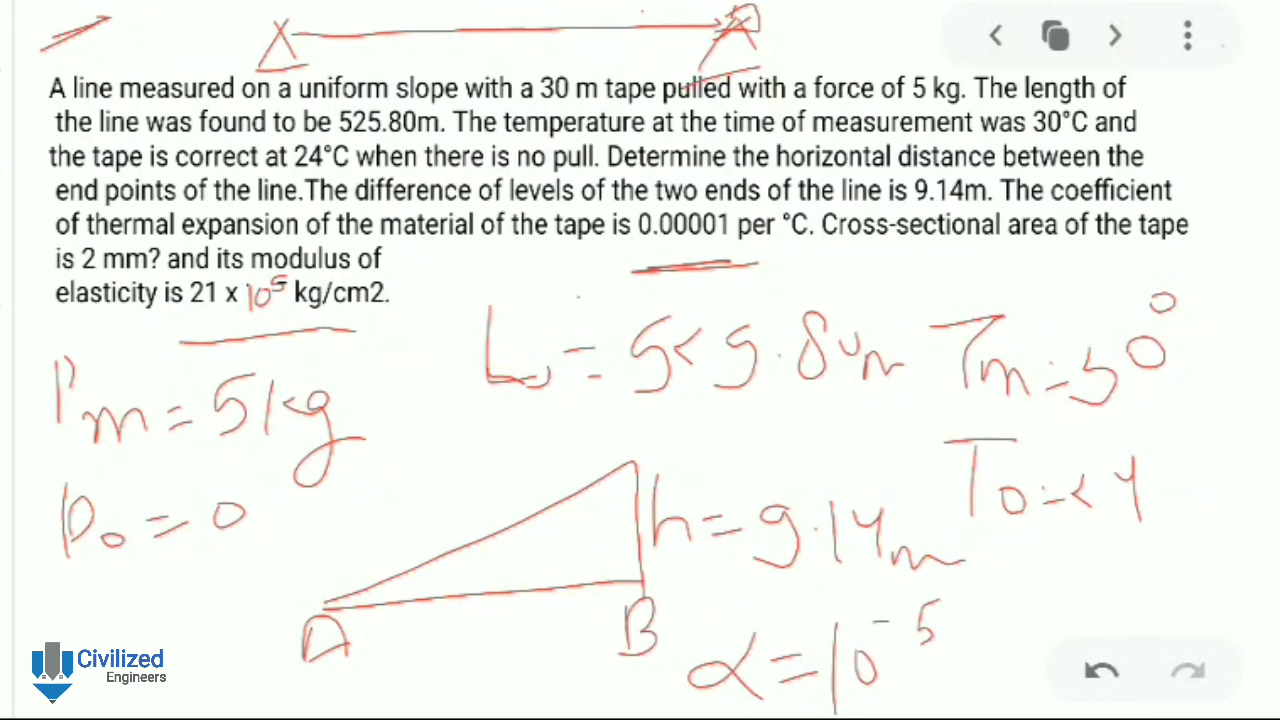 A line measured on a uniform slope with a 30 m tape pulled with a force of 5 kg. The length of
the line was found to be 525.80m. The temperature at the time of measurement was 30°C and
the tape is correct at 24°C when there is no pull. Determine the horizontal distance between the
end points of the line.The difference of levels of the two ends of the line is 9.14m. The coefficient
of thermal expansion of the material of the tape is 0.00001 per °C. Cross-sectional area of the tape
is 2 mm? and its modulus of
elasticity is 21 x 10⁵ kg/cm2.
Pm = 5kg
L = 525.80m
Tm = 30°
P₀ = 0
h = 9.14m
T₀ = 24
A
B
α = 10⁻⁵
Civilized
Engineers